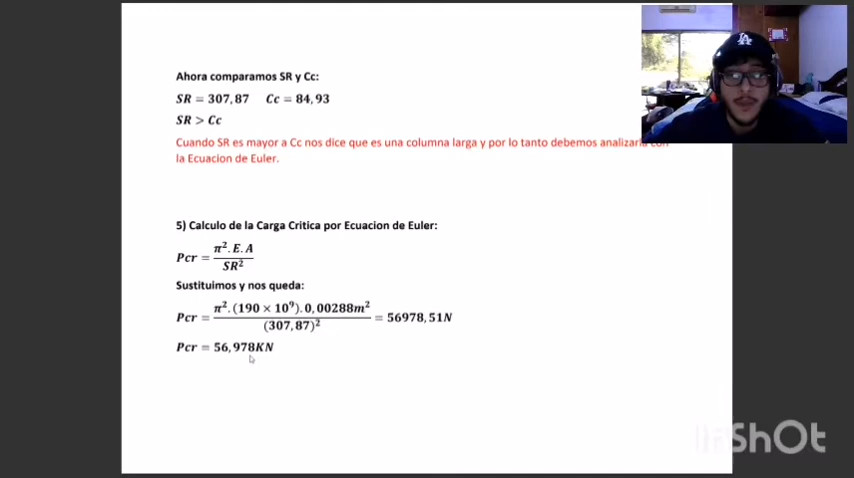 Ahora comparamos SR y Cc:
SR = 307,87 Cc = 84,93
SR > Cc
Cuando SR es mayor a Cc nos dice que es una columna larga y por lo tanto debemos analizarla con
la Ecuacion de Euler.
5) Calculo de la Carga Critica por Ecuacion de Euler:
Pcr = π².E.A / SR²
Sustituimos y nos queda:
Pcr = π².(190 × 10⁹).0,00288m² / (307,87)² = 56978,51N
Pcr = 56,978KN
LA
ShOt